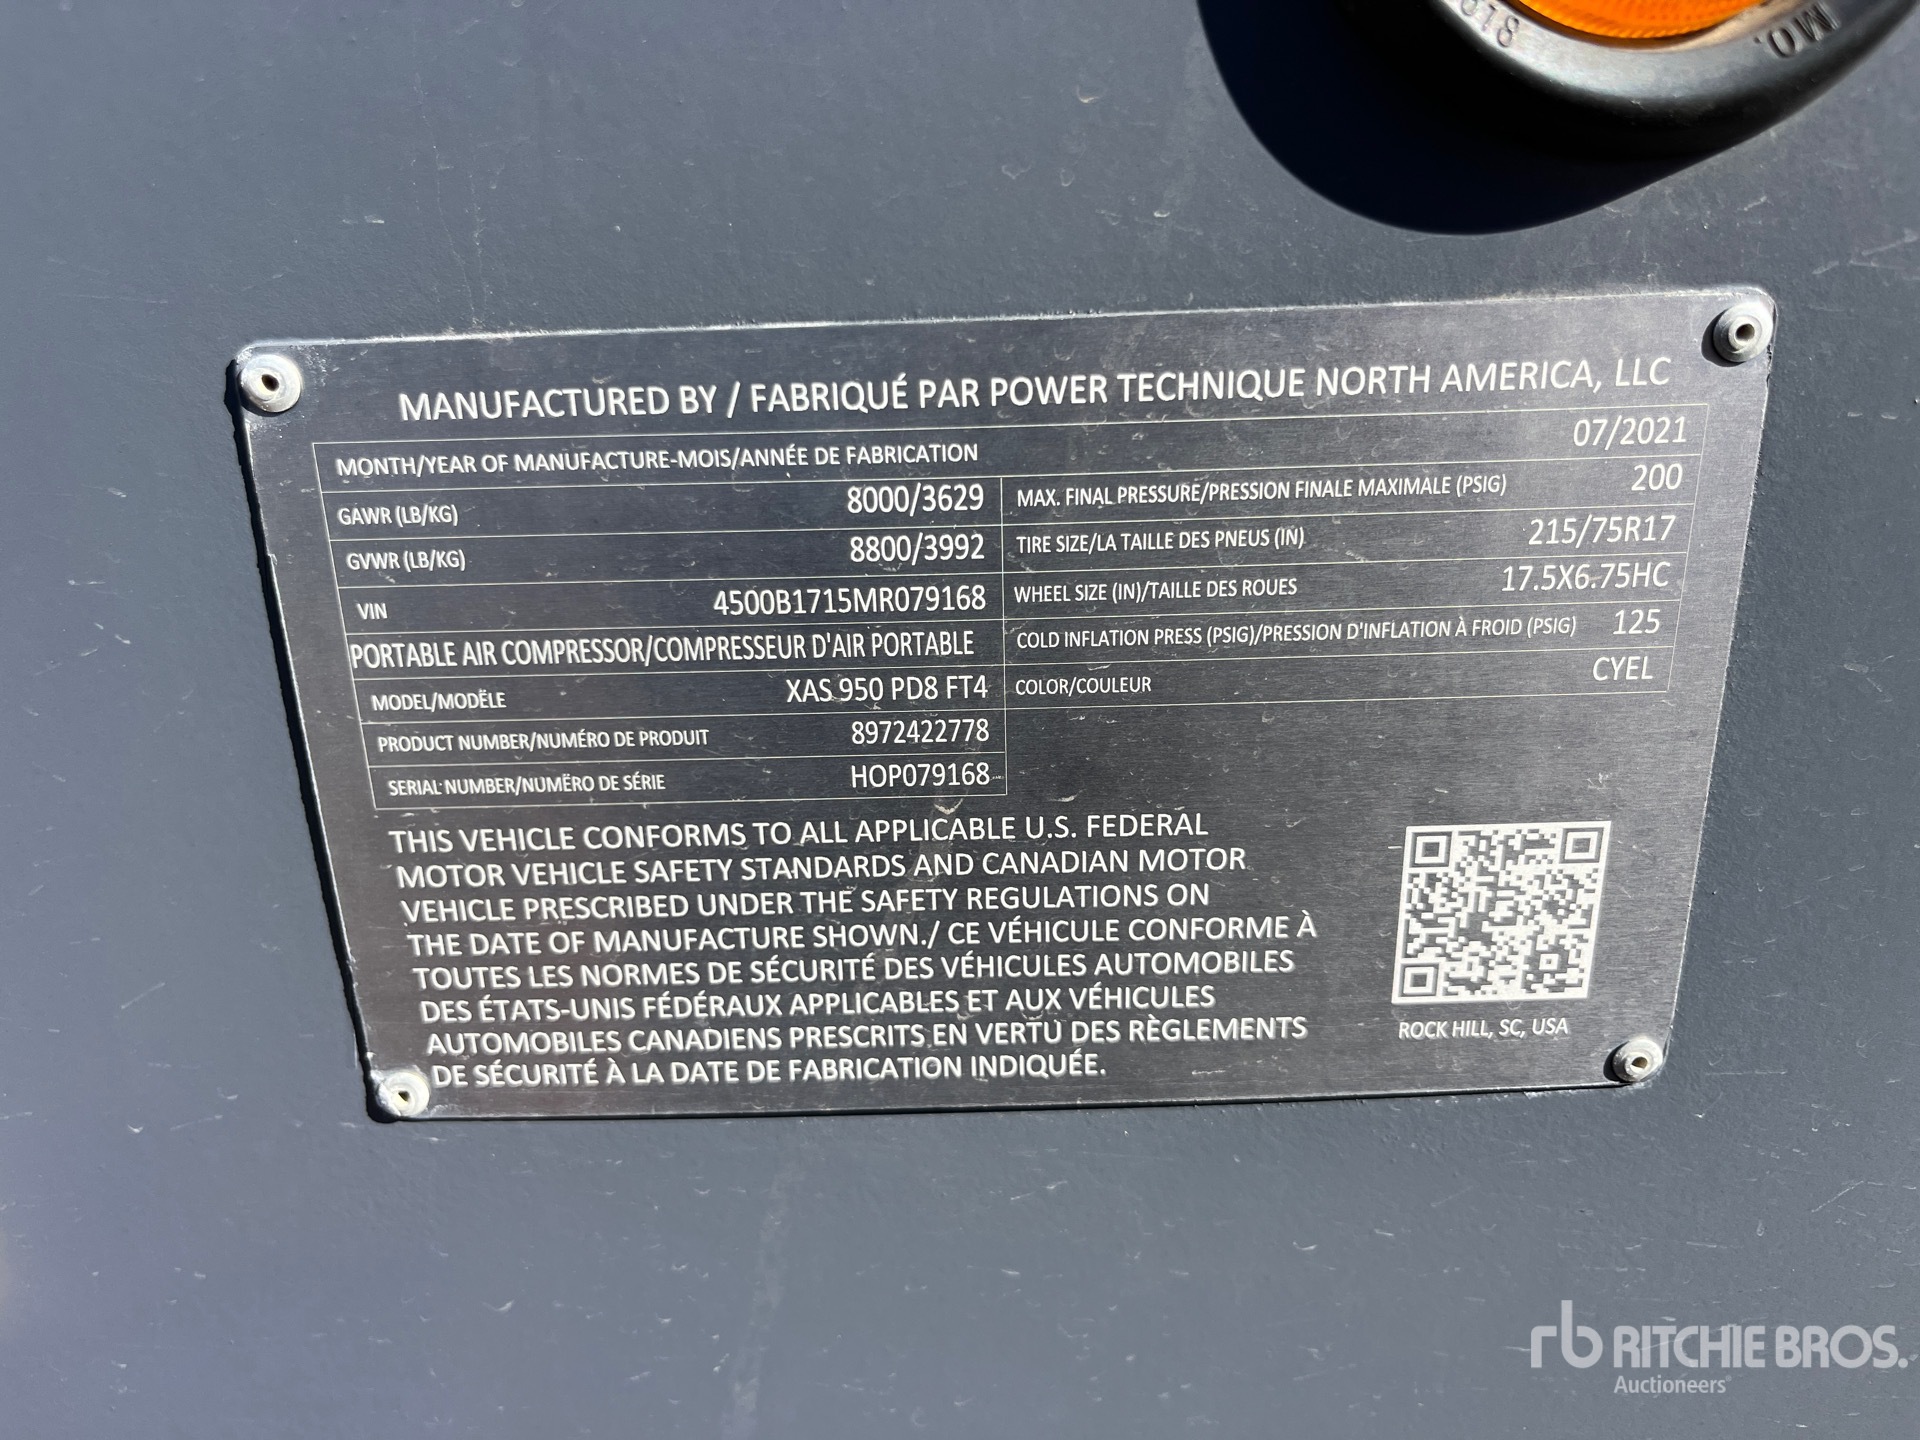 MO.
MANUFACTURED BY / FABRIQUÉ PAR POWER TECHNIQUE NORTH AMERICA, LLC
MONTH/YEAR OF MANUFACTURE-MOIS/ANNÉE DE FABRICATION 07/2021
GAWR (LB/KG) 8000/3629
GVWR (LB/KG) 8800/3992
VIN 4500B1715MR079168
PORTABLE AIR COMPRESSOR/COMPRESSEUR D'AIR PORTABLE
MODEL/MODËLE XAS 950 PD8 FT4
PRODUCT NUMBER/NUMÉRO DE PRODUIT 8972422778
SERIAL NUMBER/NUMËRO DE SÉRIE HOP079168
MAX. FINAL PRESSURE/PRESSION FINALE MAXIMALE (PSIG) 200
TIRE SIZE/LA TAILLE DES PNEUS (IN) 215/75R17
WHEEL SIZE (IN)/TAILLE DES ROUES 17.5X6.75HC
COLD INFLATION PRESS (PSIG)/PRESSION D'INFLATION À FROID (PSIG) 125
COLOR/COULEUR CYEL
THIS VEHICLE CONFORMS TO ALL APPLICABLE U.S. FEDERAL
MOTOR VEHICLE SAFETY STANDARDS AND CANADIAN MOTOR
VEHICLE PRESCRIBED UNDER THE SAFETY REGULATIONS ON
THE DATE OF MANUFACTURE SHOWN./ CE VÉHICULE CONFORME À
TOUTES LES NORMES DE SÉCURITÉ DES VÉHICULES AUTOMOBILES
DES ÉTATS-UNIS FÉDÉRAUX APPLICABLES ET AUX VÉHICULES
AUTOMOBILES CANADIENS PRESCRITS EN VERTU DES RÈGLEMENTS
DE SÉCURITÉ À LA DATE DE FABRICATION INDIQUÉE.
ROCK HILL, SC, USA
rb RITCHIE BROS.
Auctioneers